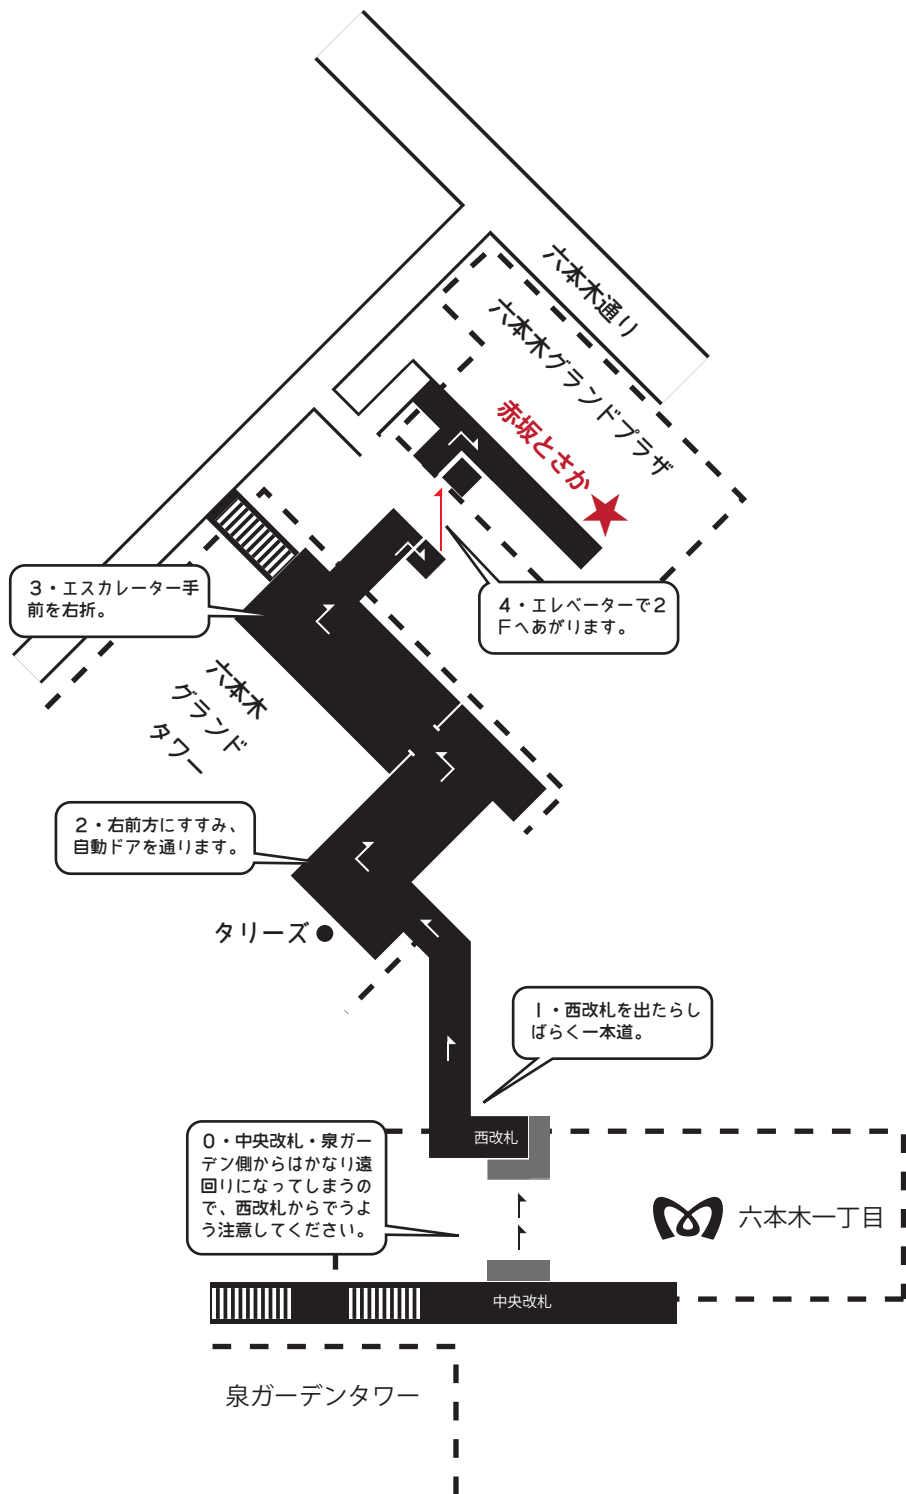 六本木通り
六本木グランドプラザ
赤坂とさか
3・エスカレーター手
前を右折。
4・エレベーターで2
Fへあがります。
六本木
グランド
タワー
2・右前方にすすみ、
自動ドアを通ります。
タリーズ
1・西改札を出たらし
ばらく一本道。
西改札
0・中央改札・泉ガー
デン側からはかなり遠
回りになってしまうの
で、西改札からでうよ
う注意してください。
六本木一丁目
中央改札
泉ガーデンタワー